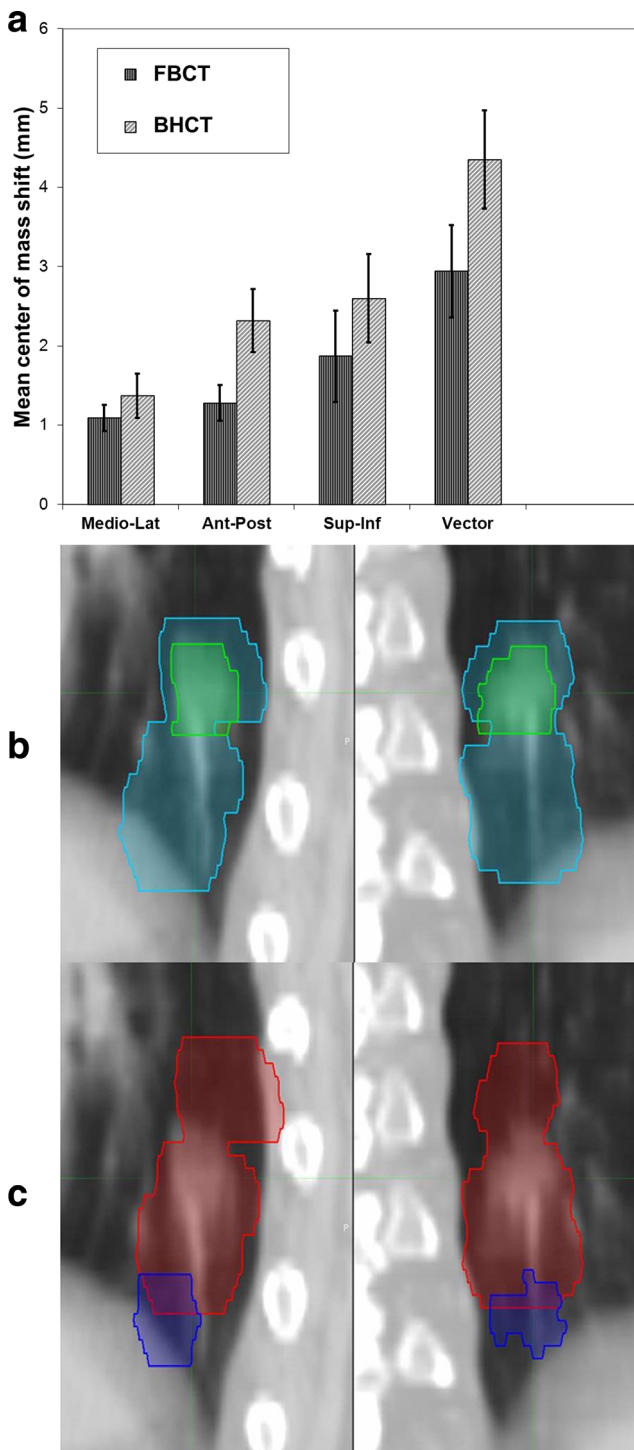 a
Mean center of mass shift (mm)
6
5
4
3
2
1
0
FBCT
BHCT
Medio-Lat Ant-Post Sup-Inf Vector
b
P
c
P